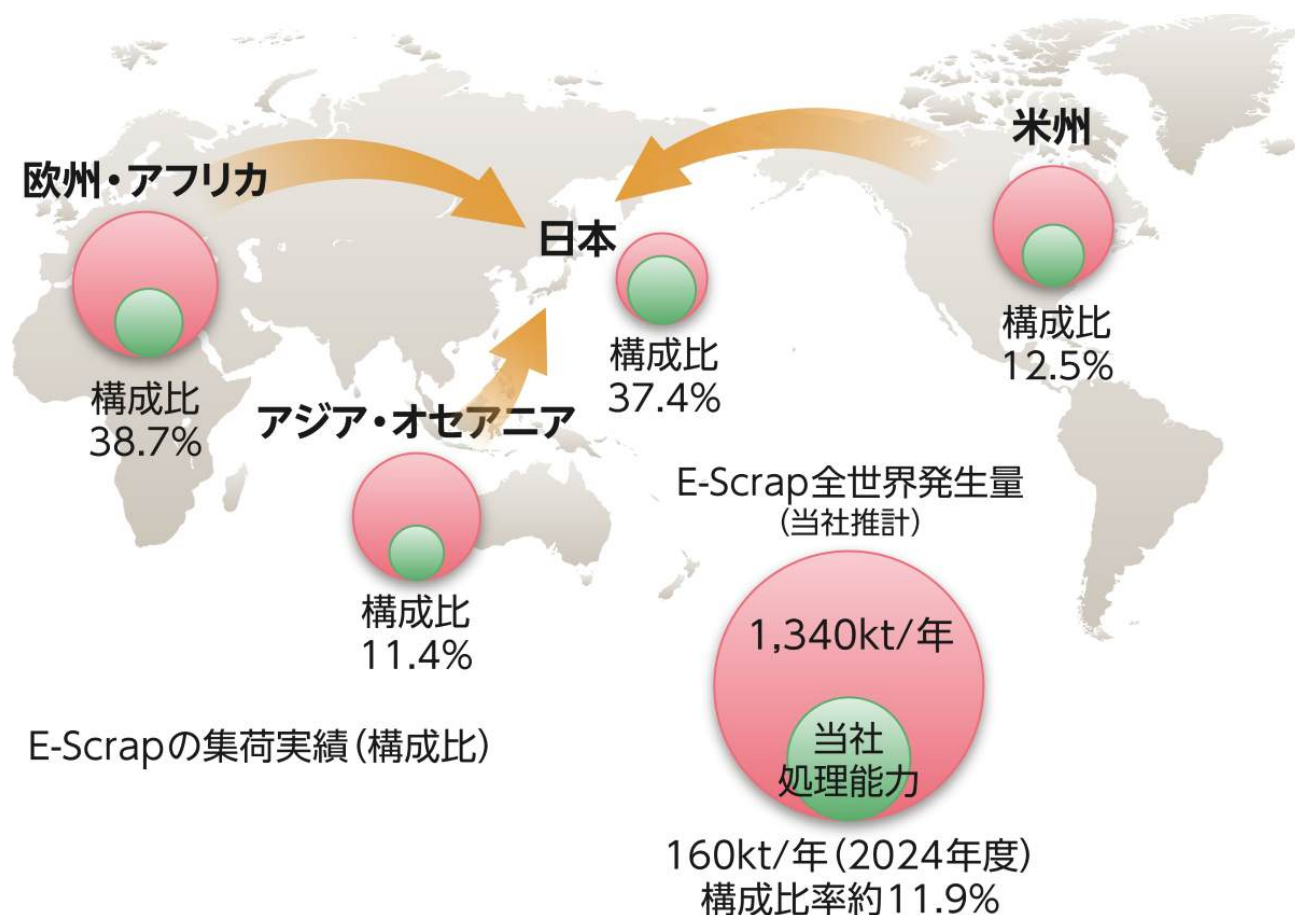 米州
欧州・アフリカ
日本
構成比
12.5%
構成比
37.4%
構成比
38.7%
アジア・オセアニア
E-Scrap全世界発生量
(当社推計)
構成比
11.4%
1,340kt/年
E-Scrapの集荷実績(構成比)
当社
処理能力
160kt/年(2024年度)
構成比率約11.9%